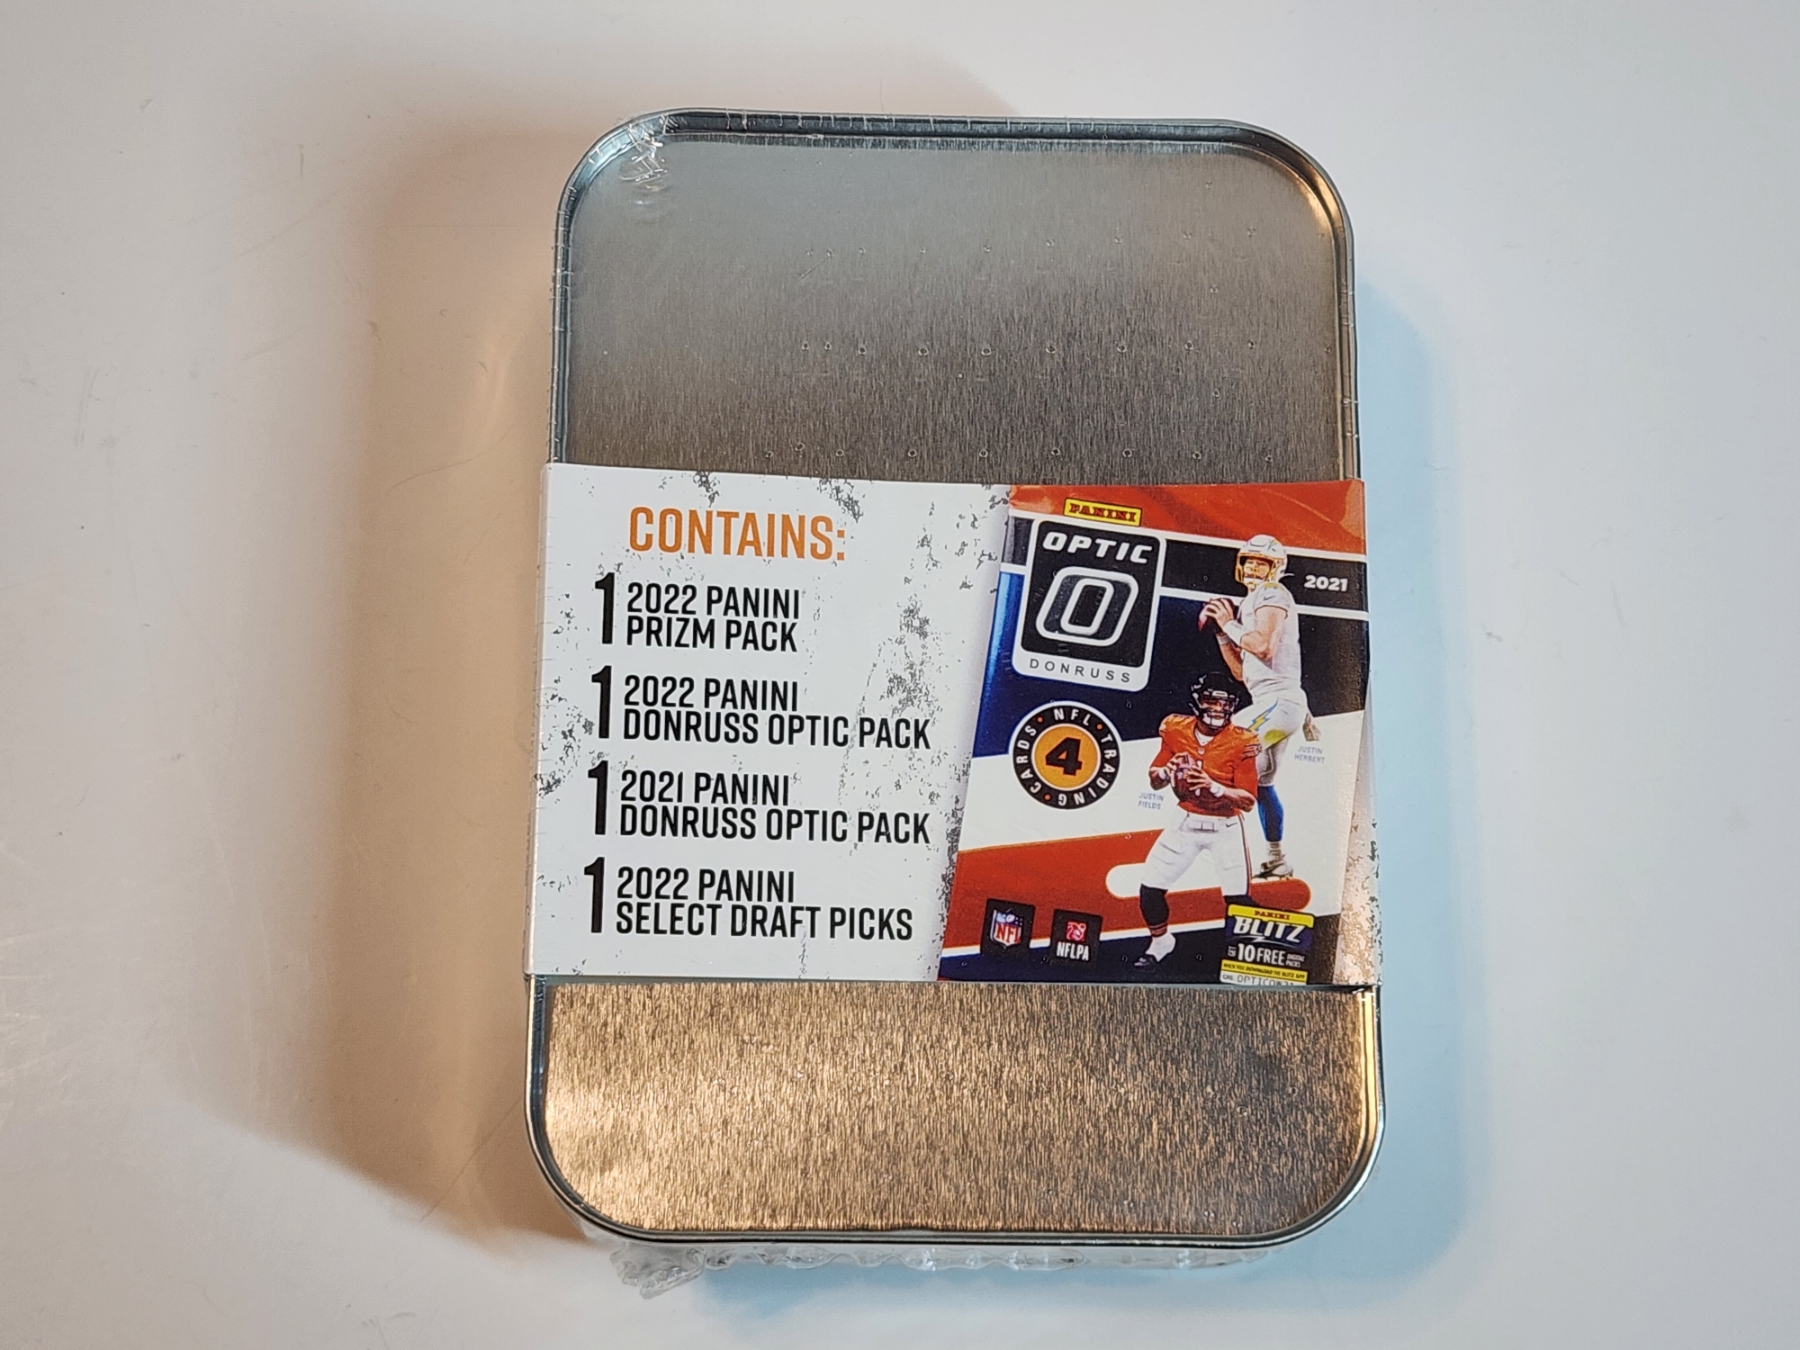 CONTAINS:
1 2022 PANINI
PRIZM PACK
1 2022 PANINI
DONRUSS OPTIC PACK
1 2021 PANINI
DONRUSS OPTIC PACK
1 2022 PANINI
SELECT DRAFT PICKS
PANINI
OPTIC
O
DONRUSS
2021
4
NFL · TRADING · CARDS
JUSTIN
HERBERT
JUSTIN
FIELDS
NFL
NFLPA
PANINI
BLITZ
10 FREE